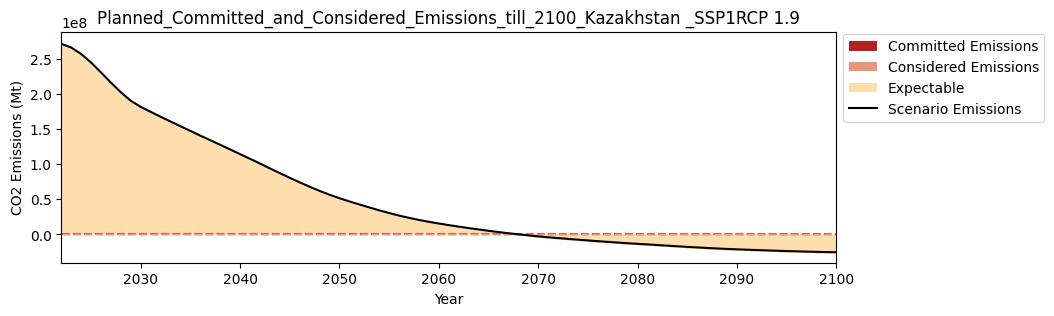 Planned_Committed_and_Considered_Emissions_till_2100_Kazakhstan _SSP1RCP 1.9
1e8
CO2 Emissions (Mt)
2.5
2.0
1.5
1.0
0.5
0.0
2030 2040 2050 2060 2070 2080 2090 2100
Year
Committed Emissions
Considered Emissions
Expectable
Scenario Emissions